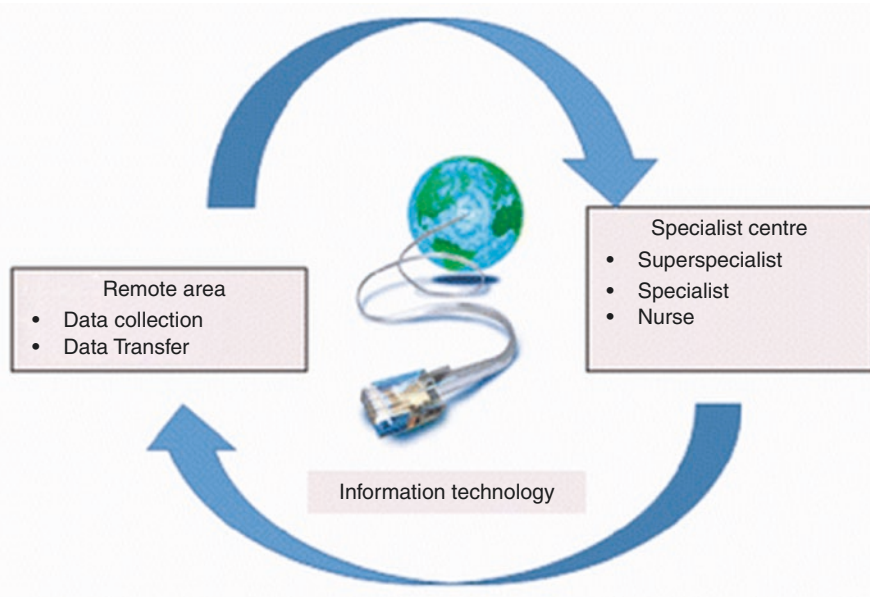 Remote area
• Data collection
• Data Transfer
Specialist centre
• Superspecialist
• Specialist
• Nurse
Information technology